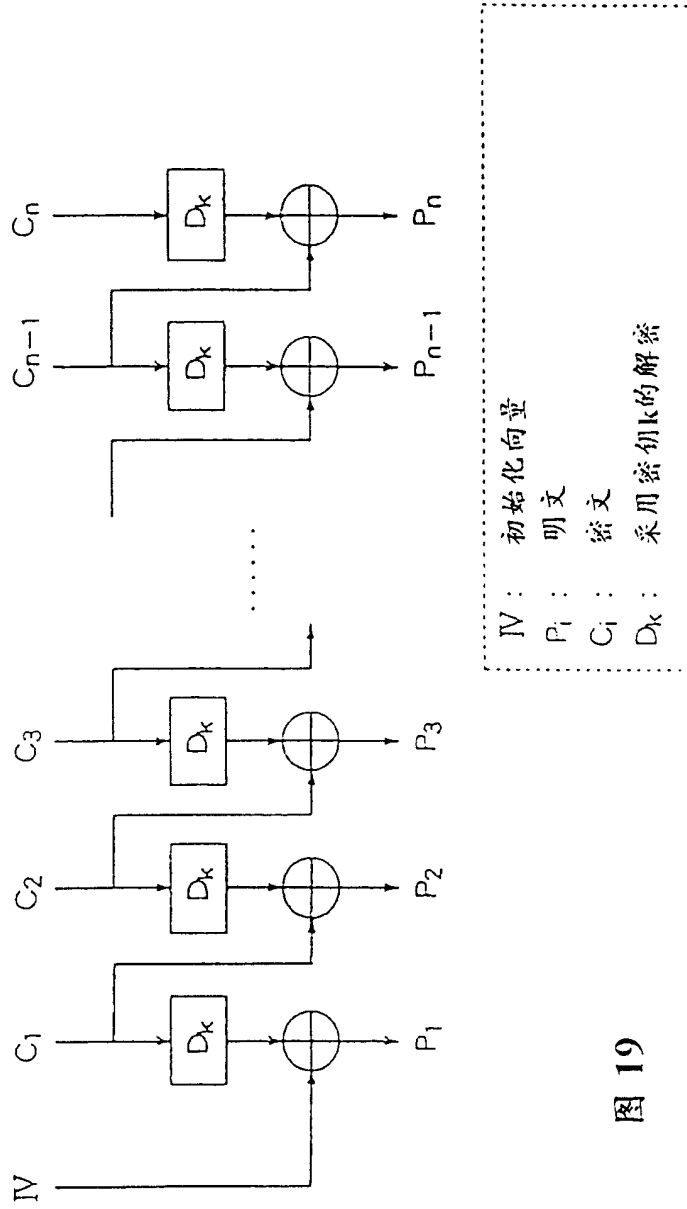 IV C₁ C₂ C₃ Cₙ₋₁ Cₙ
Dₖ Dₖ Dₖ Dₖ Dₖ
......
P₁ P₂ P₃ Pₙ₋₁ Pₙ
IV : 初始化向量
Pᵢ : 明文
Cᵢ : 密文
Dₖ : 采用密钥k的解密
图 19